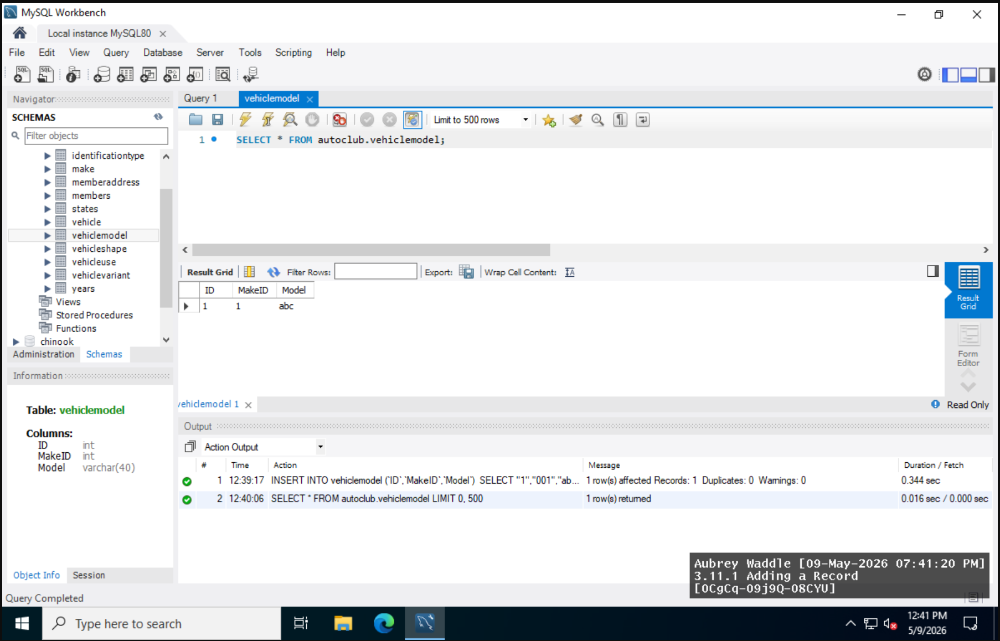 MySQL Workbench
Local instance MySQL80
File Edit View Query Database Server Tools Scripting Help
Navigator
SCHEMAS
Filter objects
identificationtype
make
memberaddress
members
states
vehicle
vehiclemodel
vehicleshape
vehicleuse
vehiclevariant
years
Views
Stored Procedures
Functions
chinook
Administration Schemas
Information
Table: vehiclemodel
Columns:
ID int
MakeID int
Model varchar(40)
Object Info Session
Query 1 vehiclemodel
Limit to 500 rows
1 SELECT * FROM autoclub.vehiclemodel;
Result Grid Filter Rows: Export: Wrap Cell Content:
ID MakeID Model
1 1 abc
Result
Grid
Form
Editor
vehiclemodel 1
Read Only
Output
Action Output
# Time Action Message Duration / Fetch
1 12:39:17 INSERT INTO vehiclemodel (`ID`,`MakeID`,`Model`) SELECT "1","001","ab... 1 row(s) affected Records: 1 Duplicates: 0 Warnings: 0 0.344 sec
2 12:40:06 SELECT * FROM autoclub.vehiclemodel LIMIT 0, 500 1 row(s) returned 0.016 sec / 0.000 sec
Aubrey Waddle [09-May-2026 07:41:20 PM]
3.11.1 Adding a Record
[OCgCq-O9j9Q-O8CYU]
Query Completed
Type here to search
12:41 PM
5/9/2026